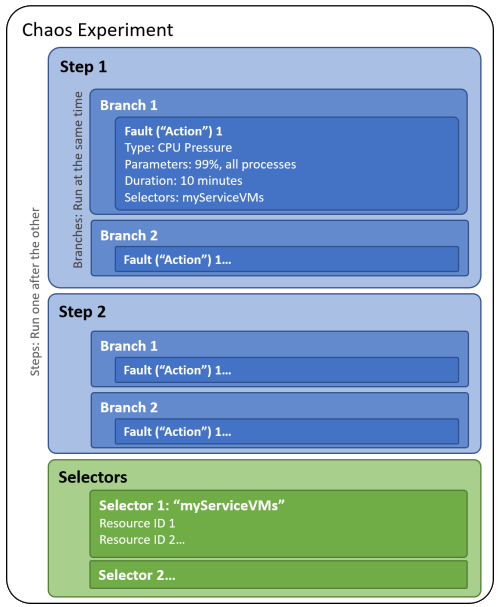 Chaos Experiment
Steps: Run one after the other
Step 1
Branches: Run at the same time
Branch 1
Fault (“Action”) 1
Type: CPU Pressure
Parameters: 99%, all processes
Duration: 10 minutes
Selectors: myServiceVMs
Branch 2
Fault (“Action”) 1...
Step 2
Branch 1
Fault (“Action”) 1...
Branch 2
Fault (“Action”) 1...
Selectors
Selector 1: “myServiceVMs”
Resource ID 1
Resource ID 2...
Selector 2...